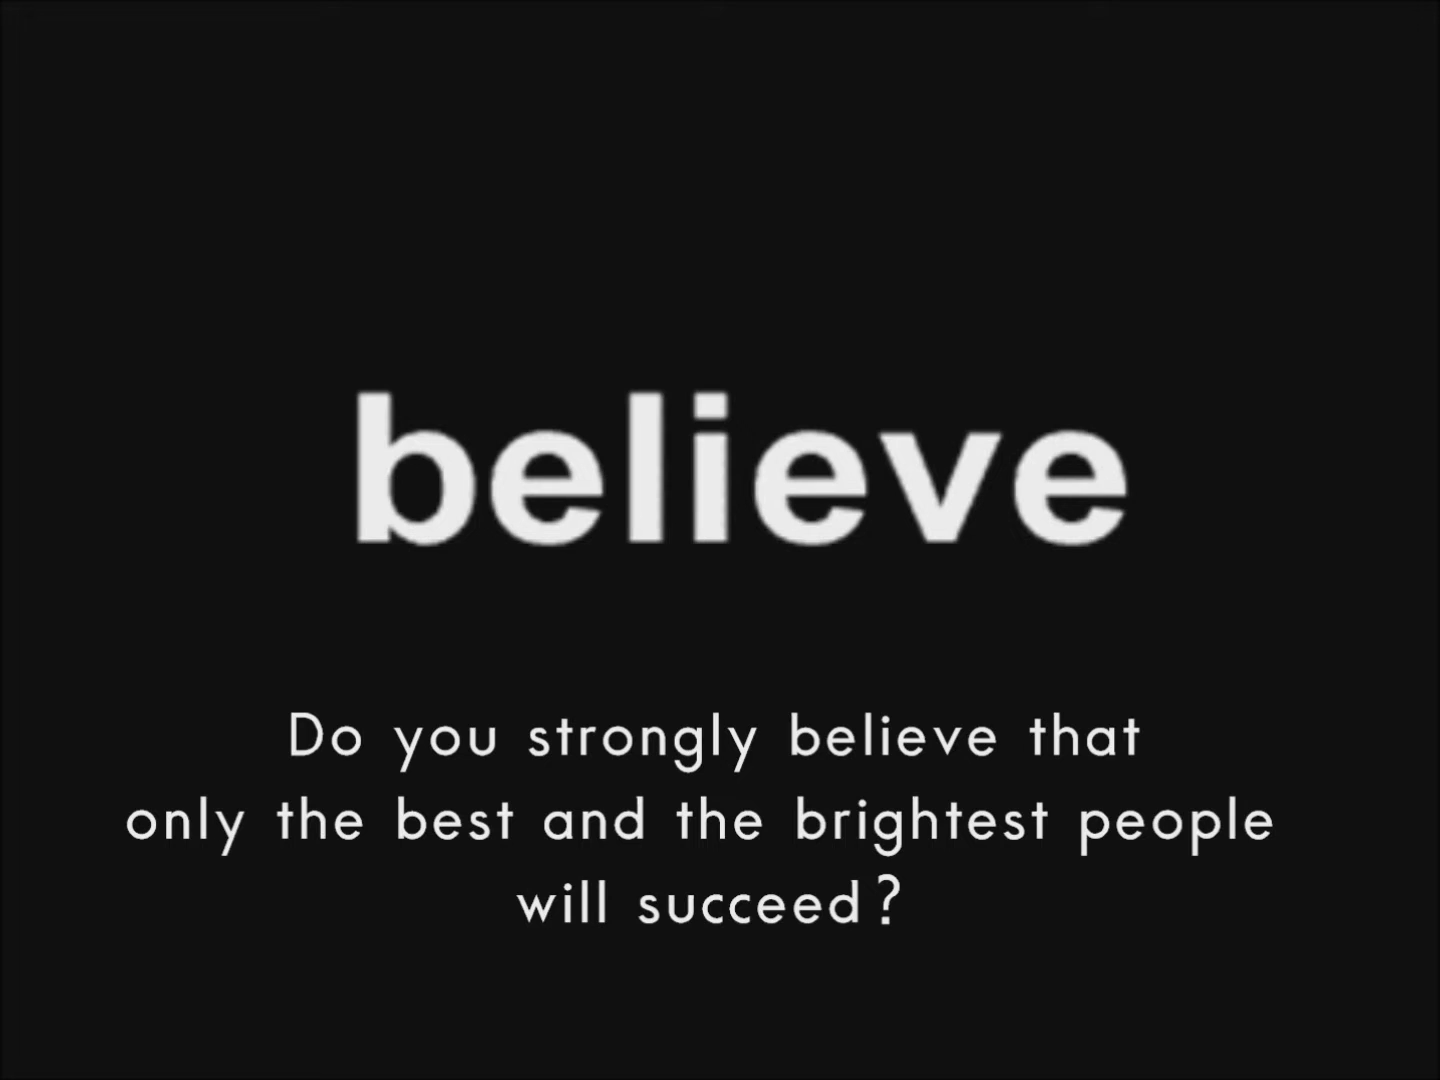 believe
Do you strongly believe that
only the best and the brightest people
will succeed?